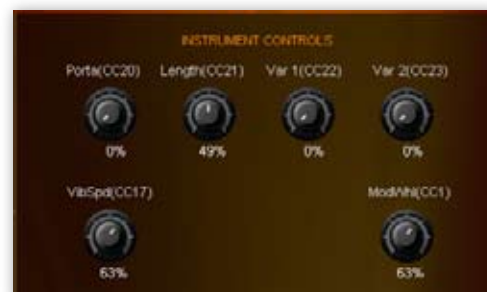 INSTRUMENT CONTROLS
Porta(CC20) Length(CC21) Var 1(CC22) Var 2(CC23)
0% 49% 0% 0%
VibSpd(CC17) ModWhl(CC1)
63% 63%